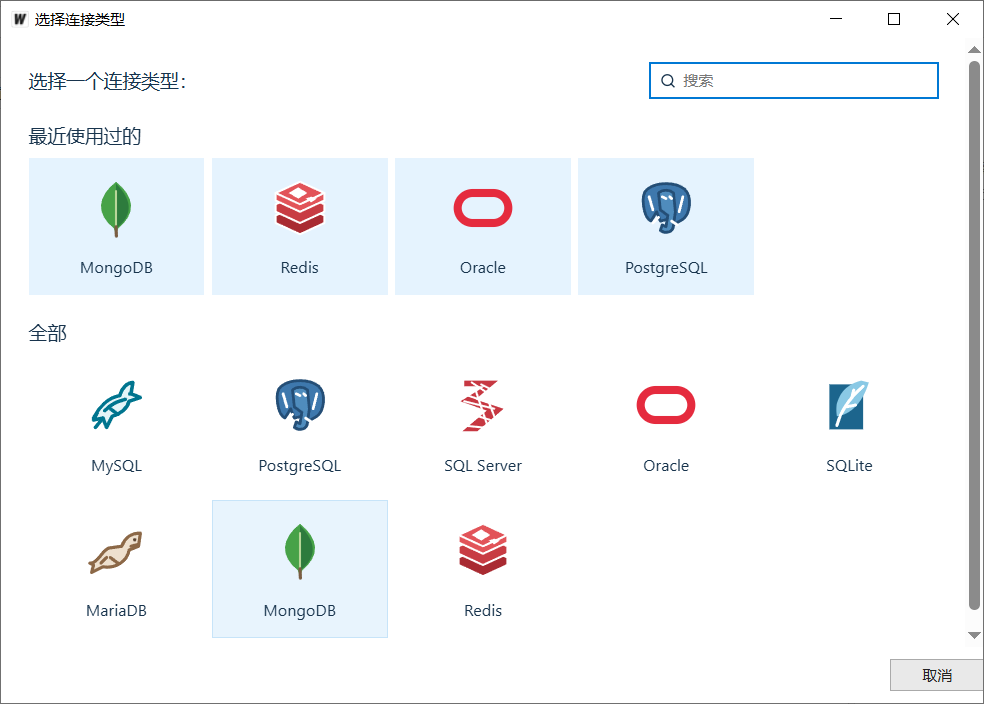 W 选择连接类型
选择一个连接类型:
搜索
最近使用过的
MongoDB Redis Oracle PostgreSQL
全部
MySQL PostgreSQL SQL Server Oracle SQLite
MariaDB MongoDB Redis
取消